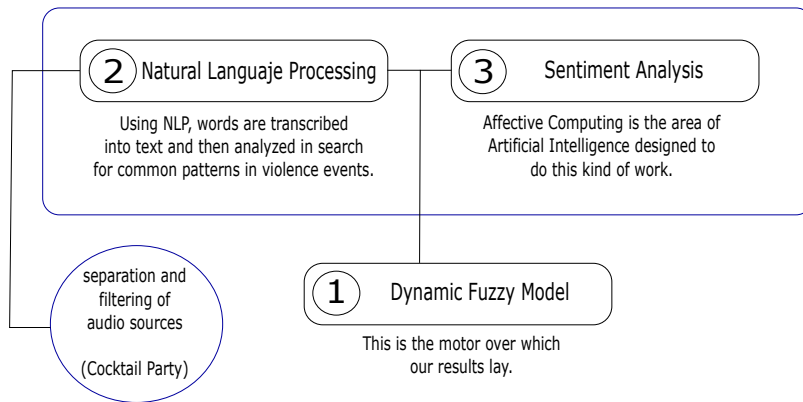 2 Natural Languaje Processing
Using NLP, words are transcribed
into text and then analyzed in search
for common patterns in violence events.
3 Sentiment Analysis
Affective Computing is the area of
Artificial Intelligence designed to
do this kind of work.
separation and
filtering of
audio sources
(Cocktail Party)
1 Dynamic Fuzzy Model
This is the motor over which
our results lay.